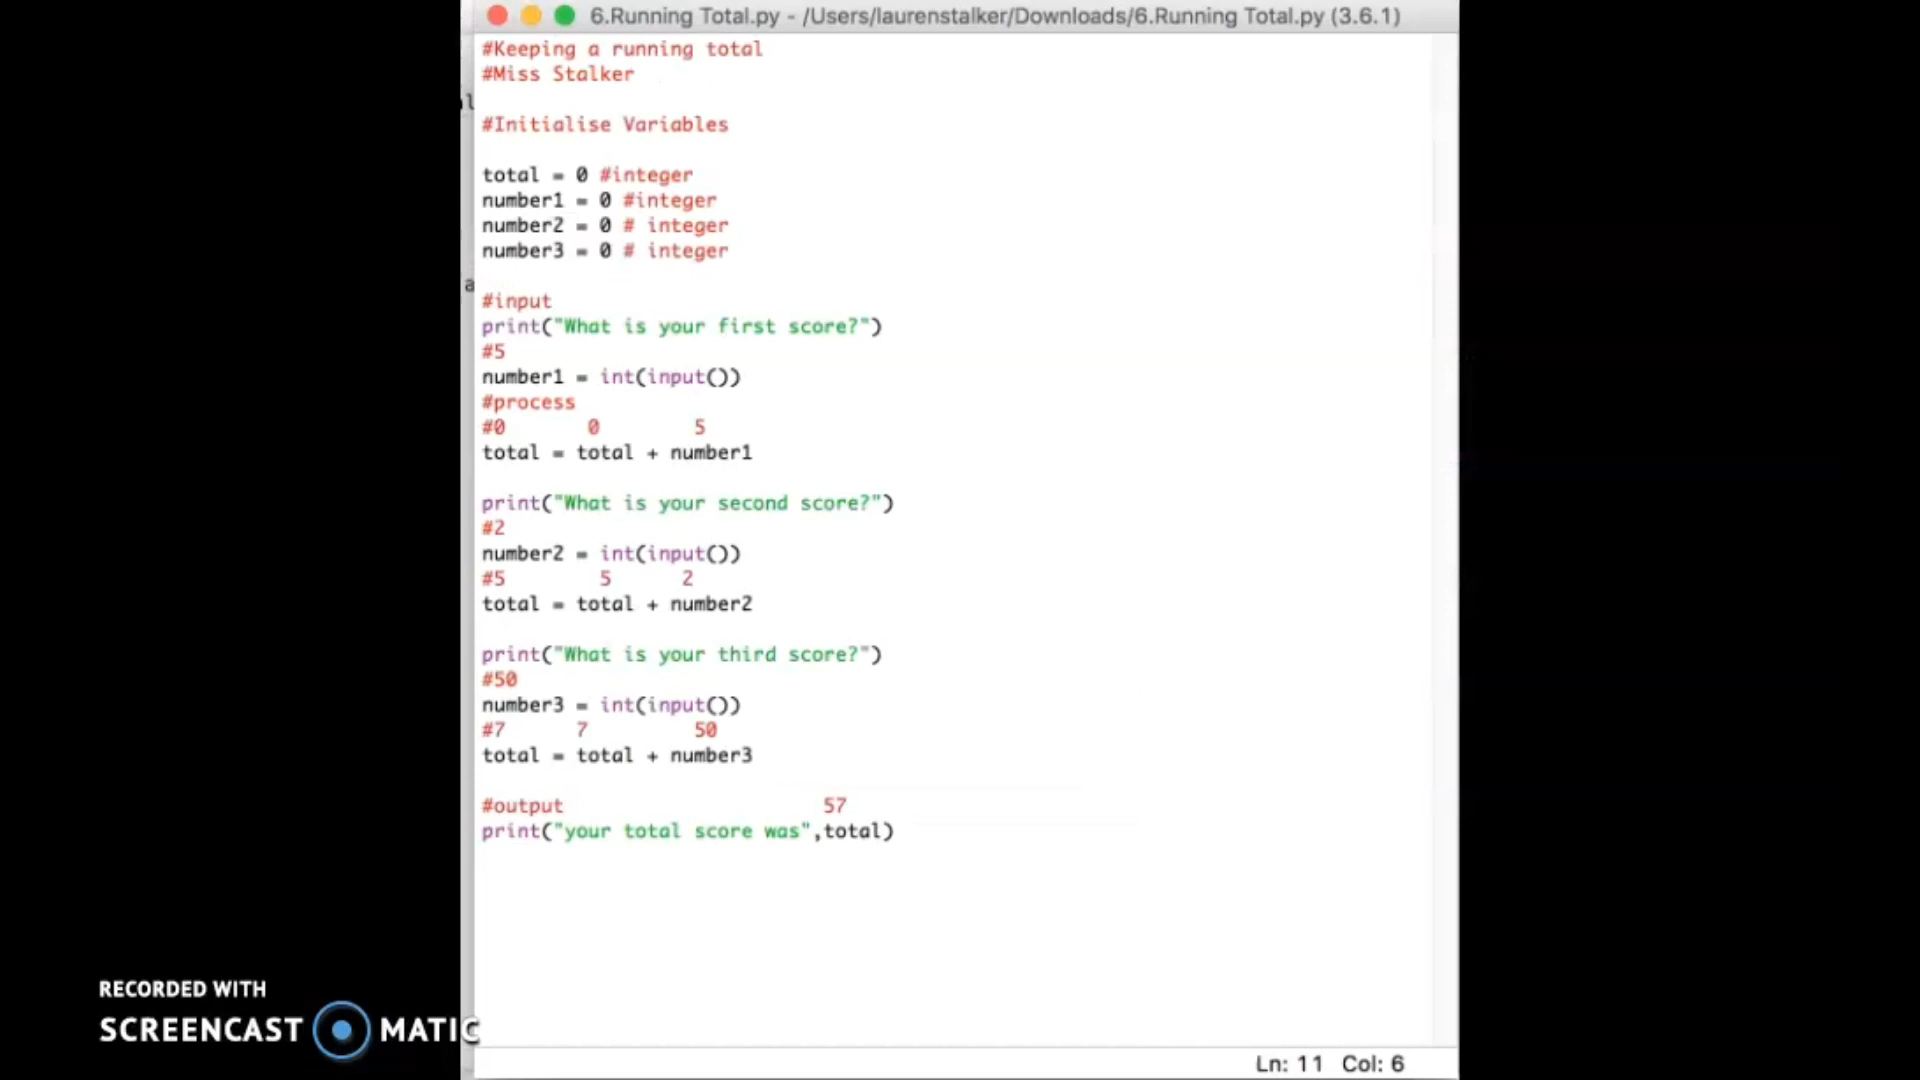 6.Running Total.py - /Users/laurenstalker/Downloads/6.Running Total.py (3.6.1)
#Keeping a running total
#Miss Stalker
#Initialise Variables
total = 0 #integer
number1 = 0 #integer
number2 = 0 # integer
number3 = 0 # integer
#input
print("What is your first score?")
#5
number1 = int(input())
#process
#0 0 5
total = total + number1
print("What is your second score?")
#2
number2 = int(input())
#5 5 2
total = total + number2
print("What is your third score?")
#50
number3 = int(input())
#7 7 50
total = total + number3
#output 57
print("your total score was",total)
RECORDED WITH
SCREENCAST MATIC
Ln: 11 Col: 6